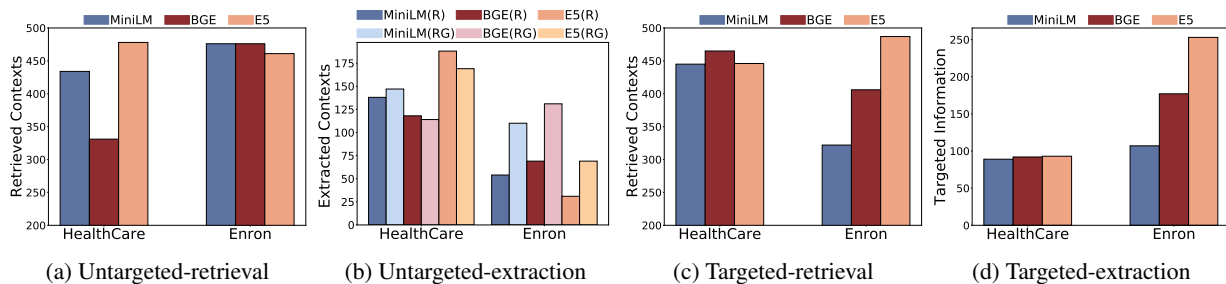 MiniLM BGE E5
Retrieved Contexts
500
450
400
350
300
250
200
HealthCare Enron
(a) Untargeted-retrieval
MiniLM(R) BGE(R) E5(R)
MiniLM(RG) BGE(RG) E5(RG)
Extracted Contexts
175
150
125
100
75
50
25
0
HealthCare Enron
(b) Untargeted-extraction
MiniLM BGE E5
Retrieved Contexts
500
450
400
350
300
250
200
HealthCare Enron
(c) Targeted-retrieval
MiniLM BGE E5
Targeted Information
250
200
150
100
50
0
HealthCare Enron
(d) Targeted-extraction